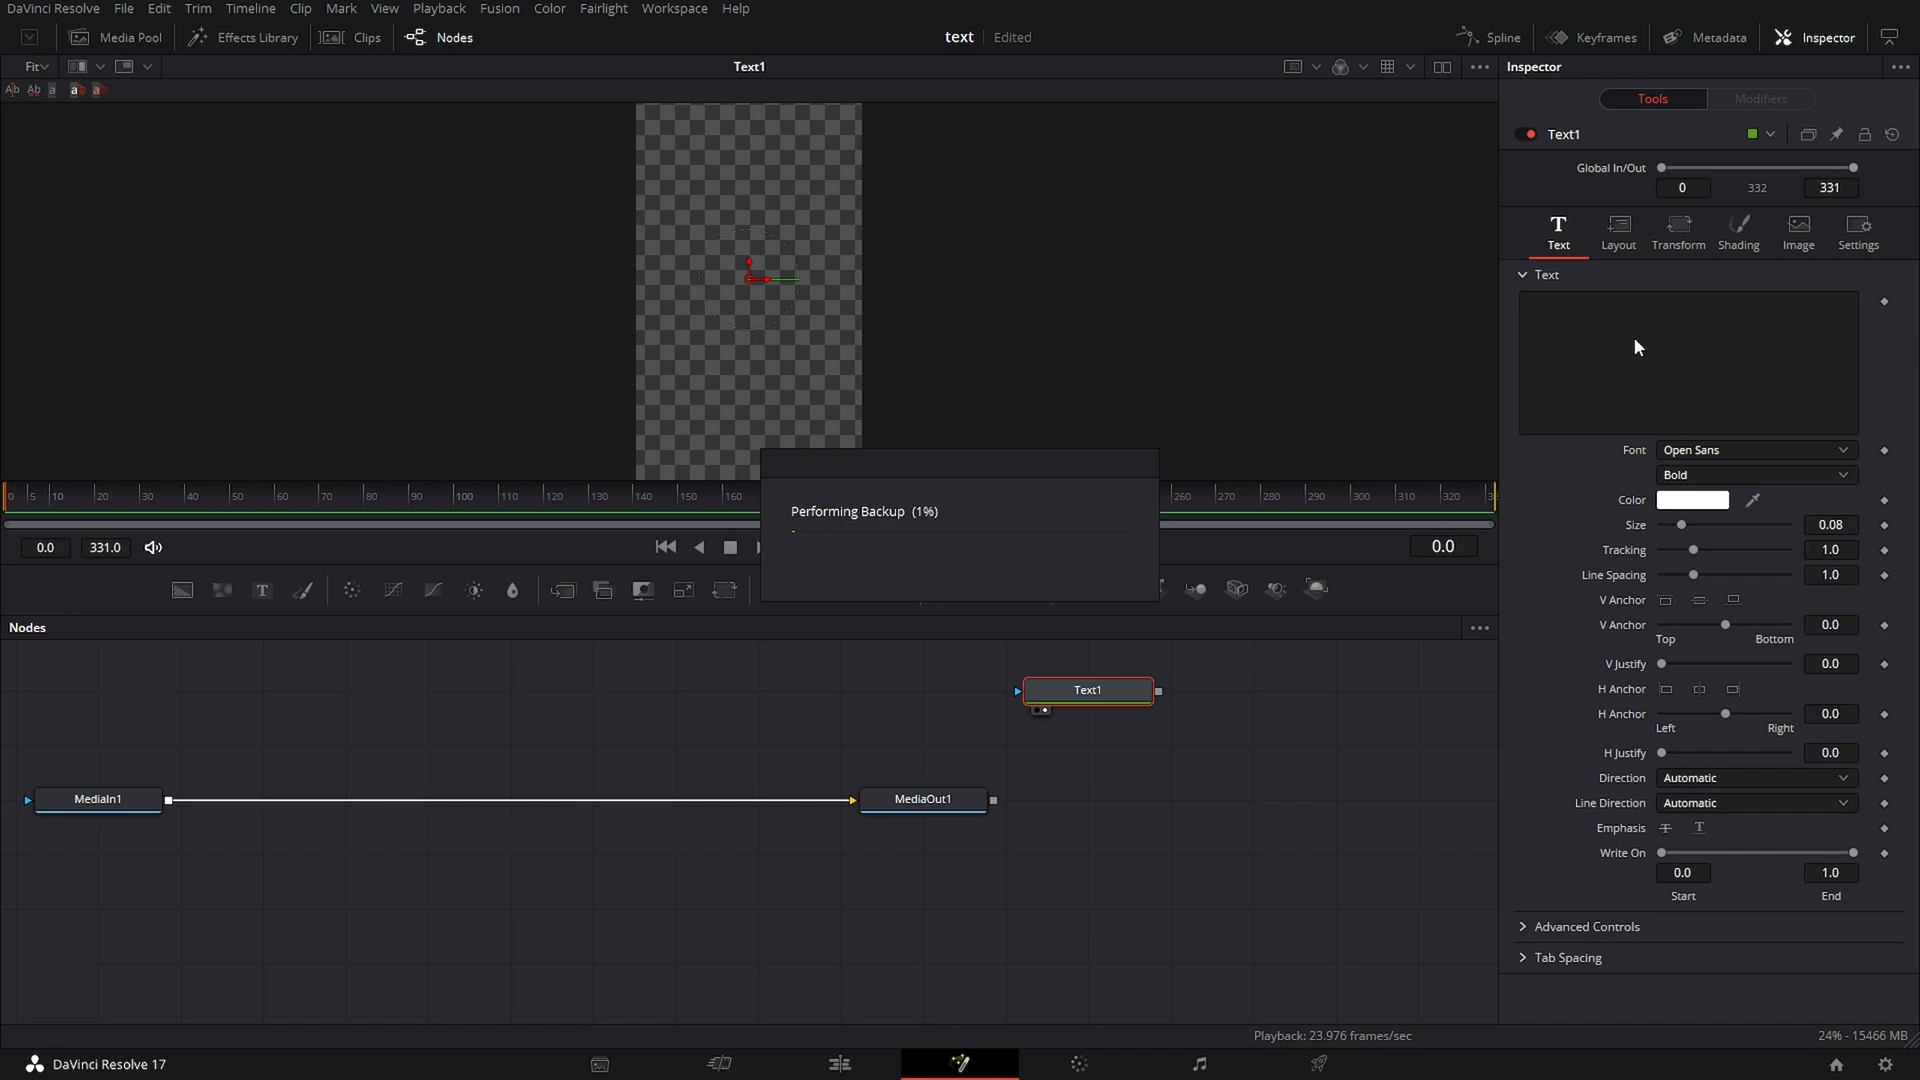 DaVinci Resolve File Edit Trim Timeline Clip Mark View Playback Fusion Color Fairlight Workspace Help
Media Pool Effects Library Clips Nodes text Edited Spline Keyframes Metadata Inspector
Fit Text1 Inspector
Ab Ab a a a
Tools Modifiers
Text1
Global In/Out
0 332 331
Text Layout Transform Shading Image Settings
Text
Font Open Sans
Bold
Color
Size 0.08
Tracking 1.0
Line Spacing 1.0
V Anchor
V Anchor 0.0
Top Bottom
V Justify 0.0
H Anchor
H Anchor 0.0
Left Right
H Justify 0.0
Direction Automatic
Line Direction Automatic
Emphasis
Write On
0.0 1.0
Start End
Advanced Controls
Tab Spacing
0 5 10 20 30 40 50 60 70 80 90 100 110 120 130 140 150 160 260 270 280 290 300 310 320
Performing Backup (1%)
0.0 331.0 0.0
T
Nodes
Text1
MediaIn1 MediaOut1
Playback: 23.976 frames/sec 24% - 15466 MB
DaVinci Resolve 17